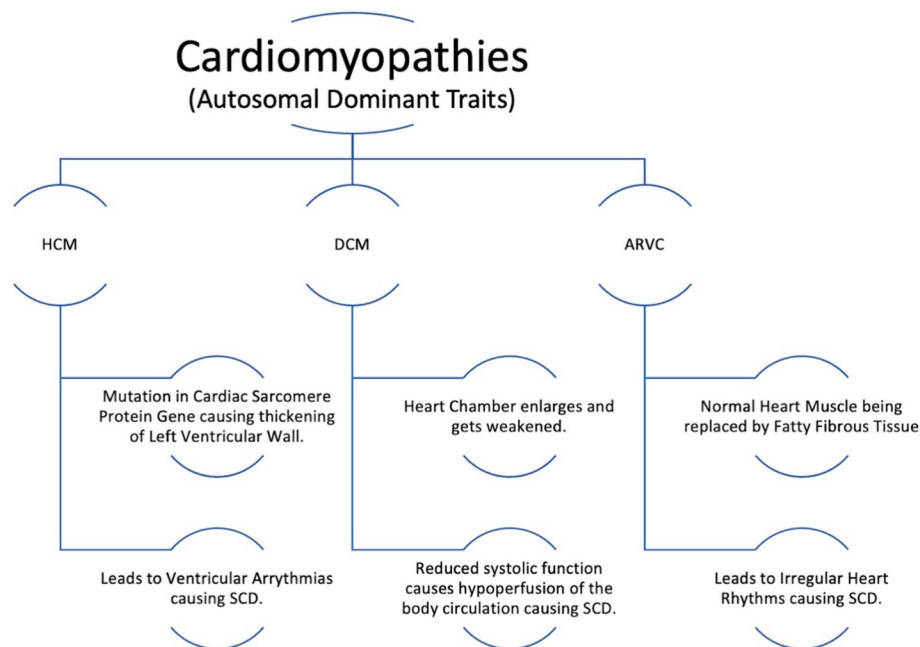 Cardiomyopathies
(Autosomal Dominant Traits)
HCM
DCM
ARVC
Mutation in Cardiac Sarcomere
Protein Gene causing thickening
of Left Ventricular Wall.
Heart Chamber enlarges and
gets weakened.
Normal Heart Muscle being
replaced by Fatty Fibrous Tissue
Leads to Ventricular Arrythmias
causing SCD.
Reduced systolic function
causes hypoperfusion of the
body circulation causing SCD.
Leads to Irregular Heart
Rhythms causing SCD.